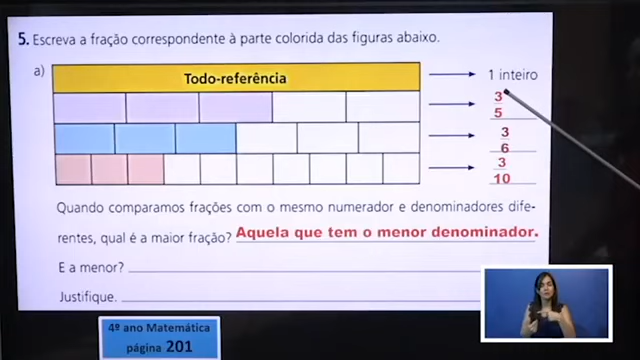 5. Escreva a fração correspondente à parte colorida das figuras abaixo.
a)
Todo-referência
1 inteiro
3
5
3
6
3
10
Quando comparamos frações com o mesmo numerador e denominadores dife-
rentes, qual é a maior fração? Aquela que tem o menor denominador.
E a menor?
Justifique.
4º ano Matemática
página 201